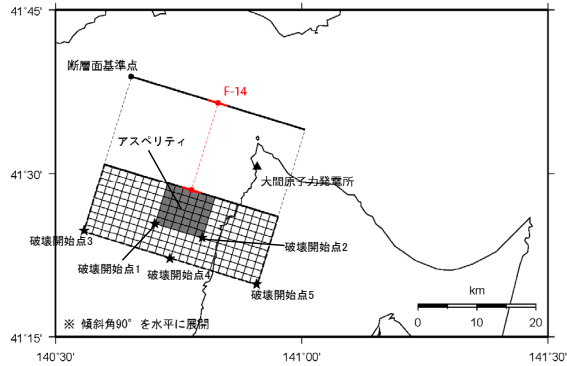 41°45'
断層面基準点
F-14
アスペリティ
41°30'
大間原子力発電所
破壊開始点3
破壊開始点2
破壊開始点1
破壊開始点4
破壊開始点5
km
0 10 20
※ 傾斜角90°を水平に展開
41°15'
140°30' 141°00' 141°30'